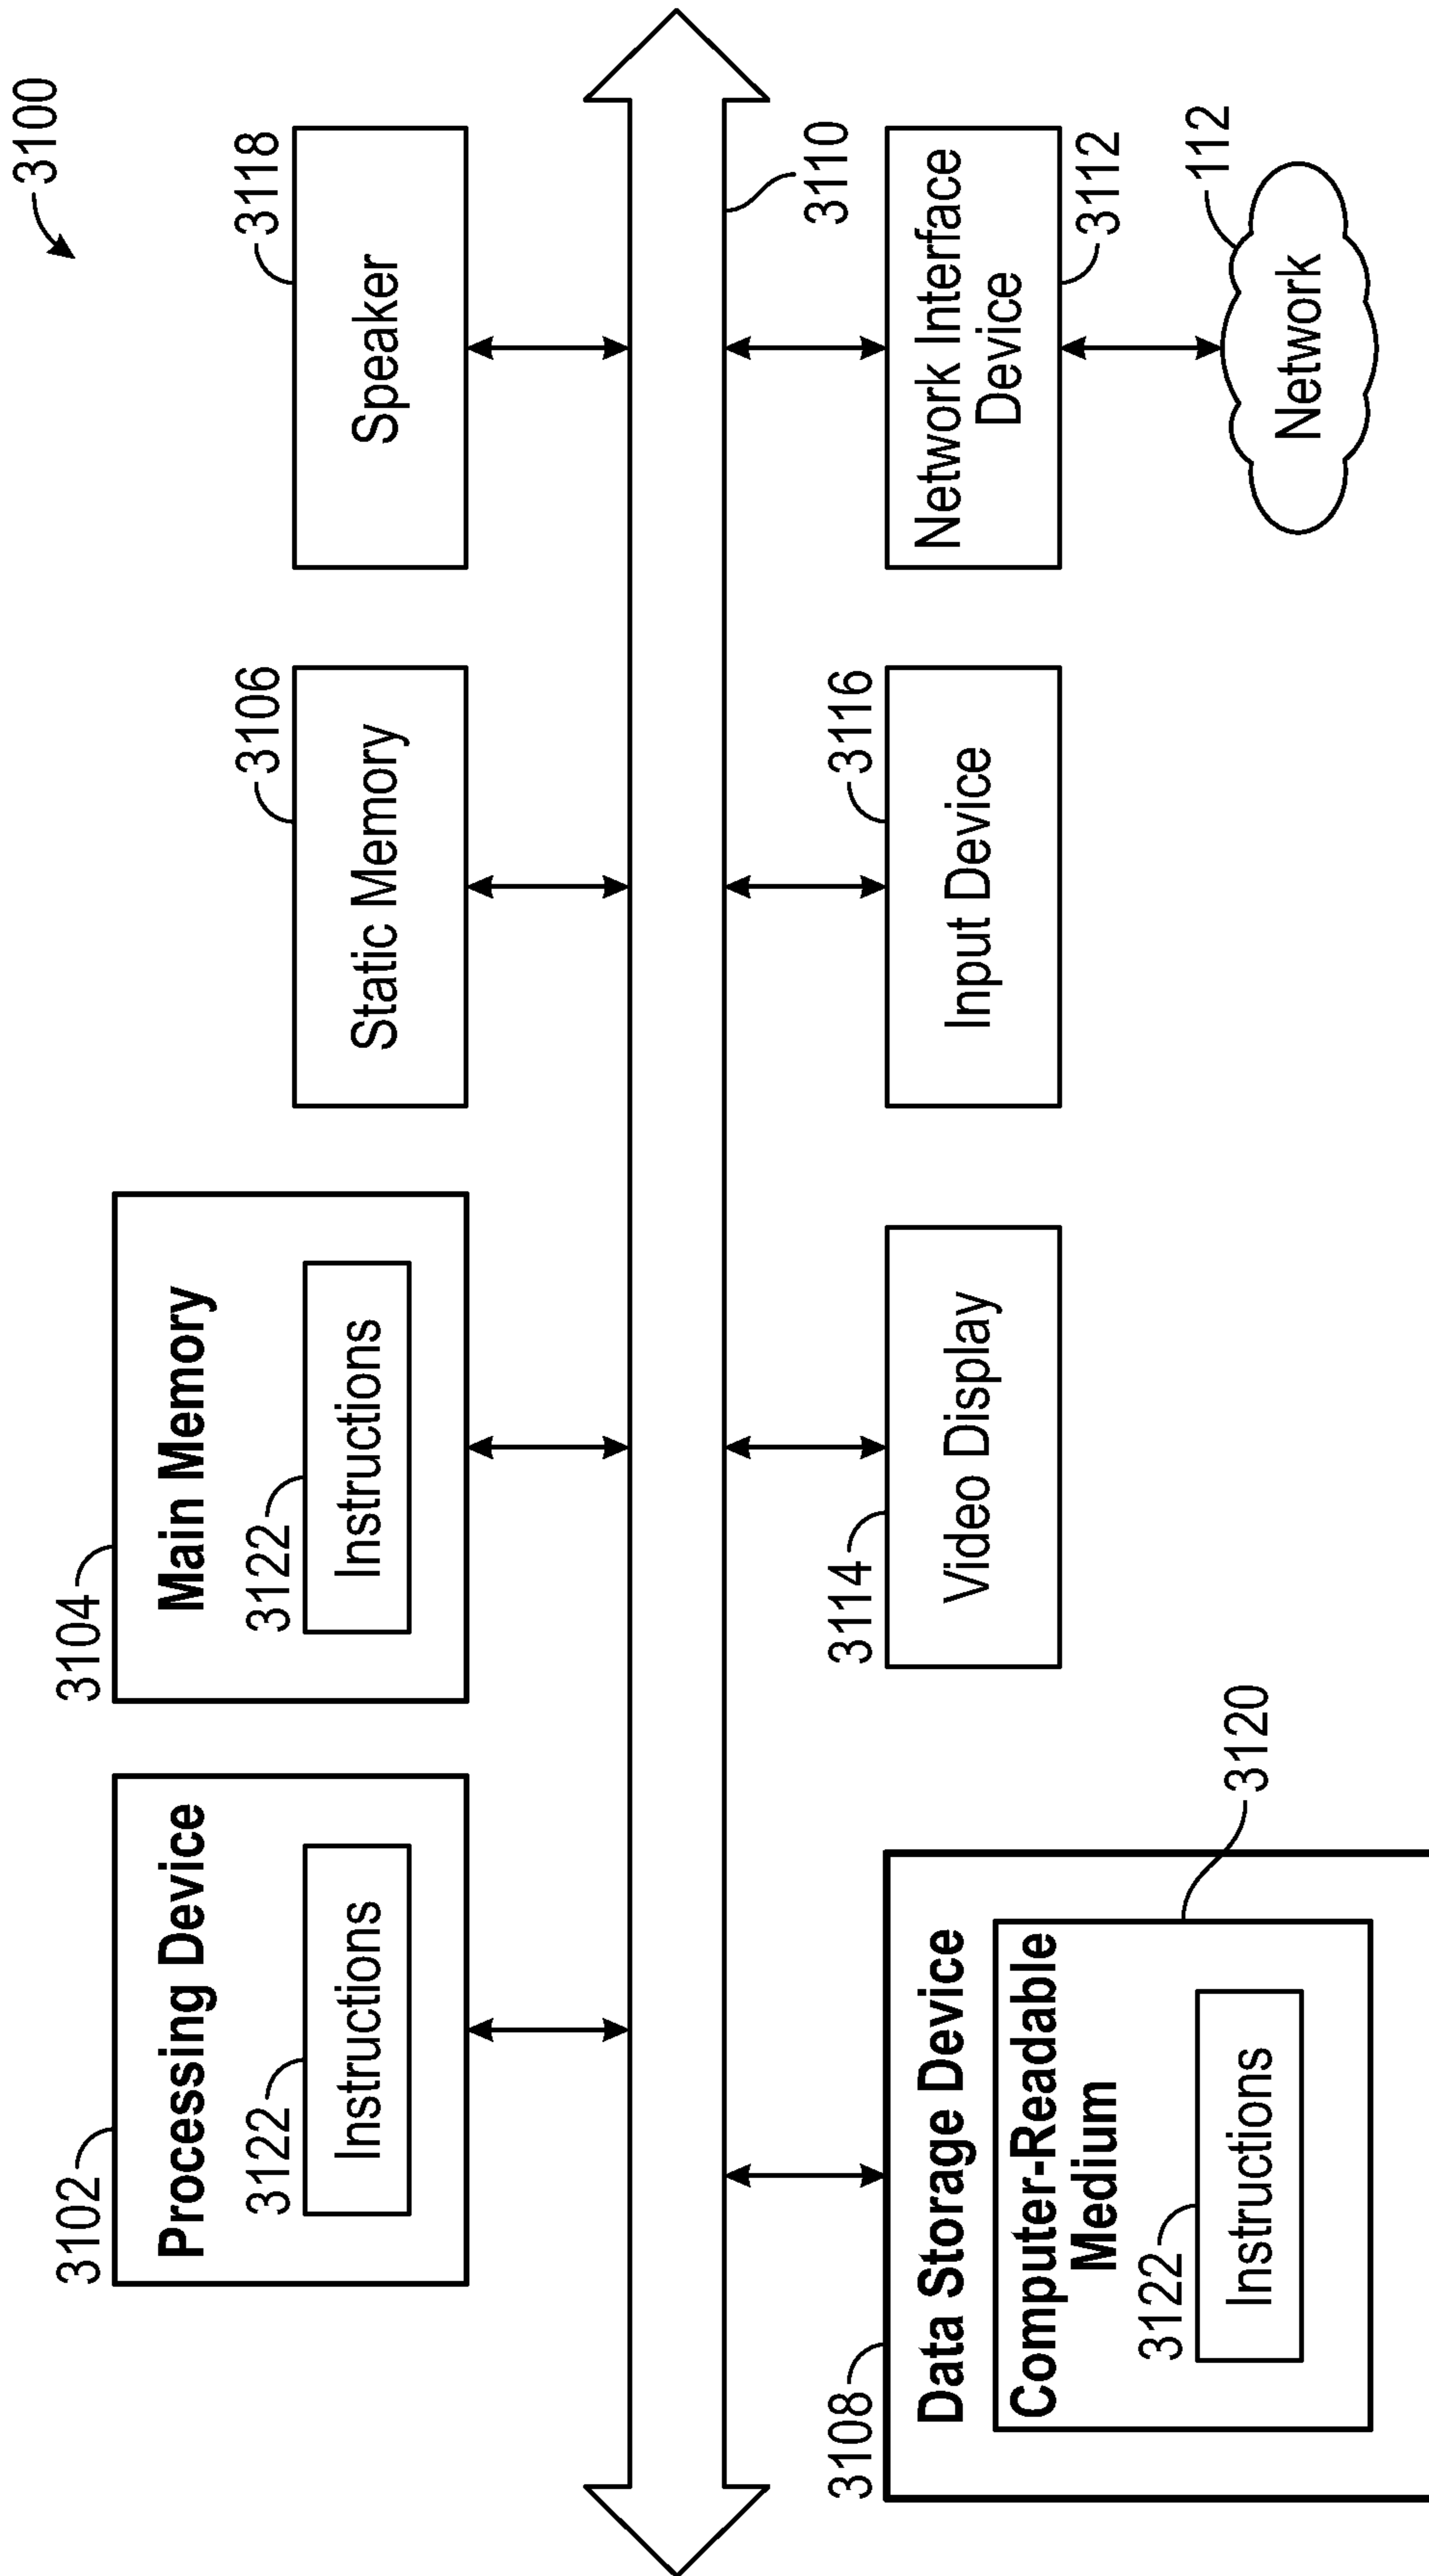 3100
3102
Processing Device
3122
Instructions
3104
Main Memory
3122
Instructions
3106
Static Memory
3118
Speaker
3110
3108
Data Storage Device
Computer-Readable
Medium
3122
Instructions
3120
3114
Video Display
3116
Input Device
Network Interface
Device
3112
112
Network